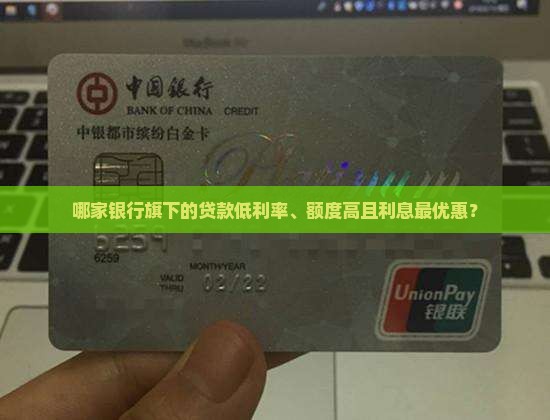 中国银行
BANK OF CHINA CREDIT
中银都市缤纷白金卡
Platinum
哪家银行旗下的贷款低利率、额度高且利息最优惠？
6259
6259
MONTH/YEAR
VALID THRU 02/22
UnionPay
银联